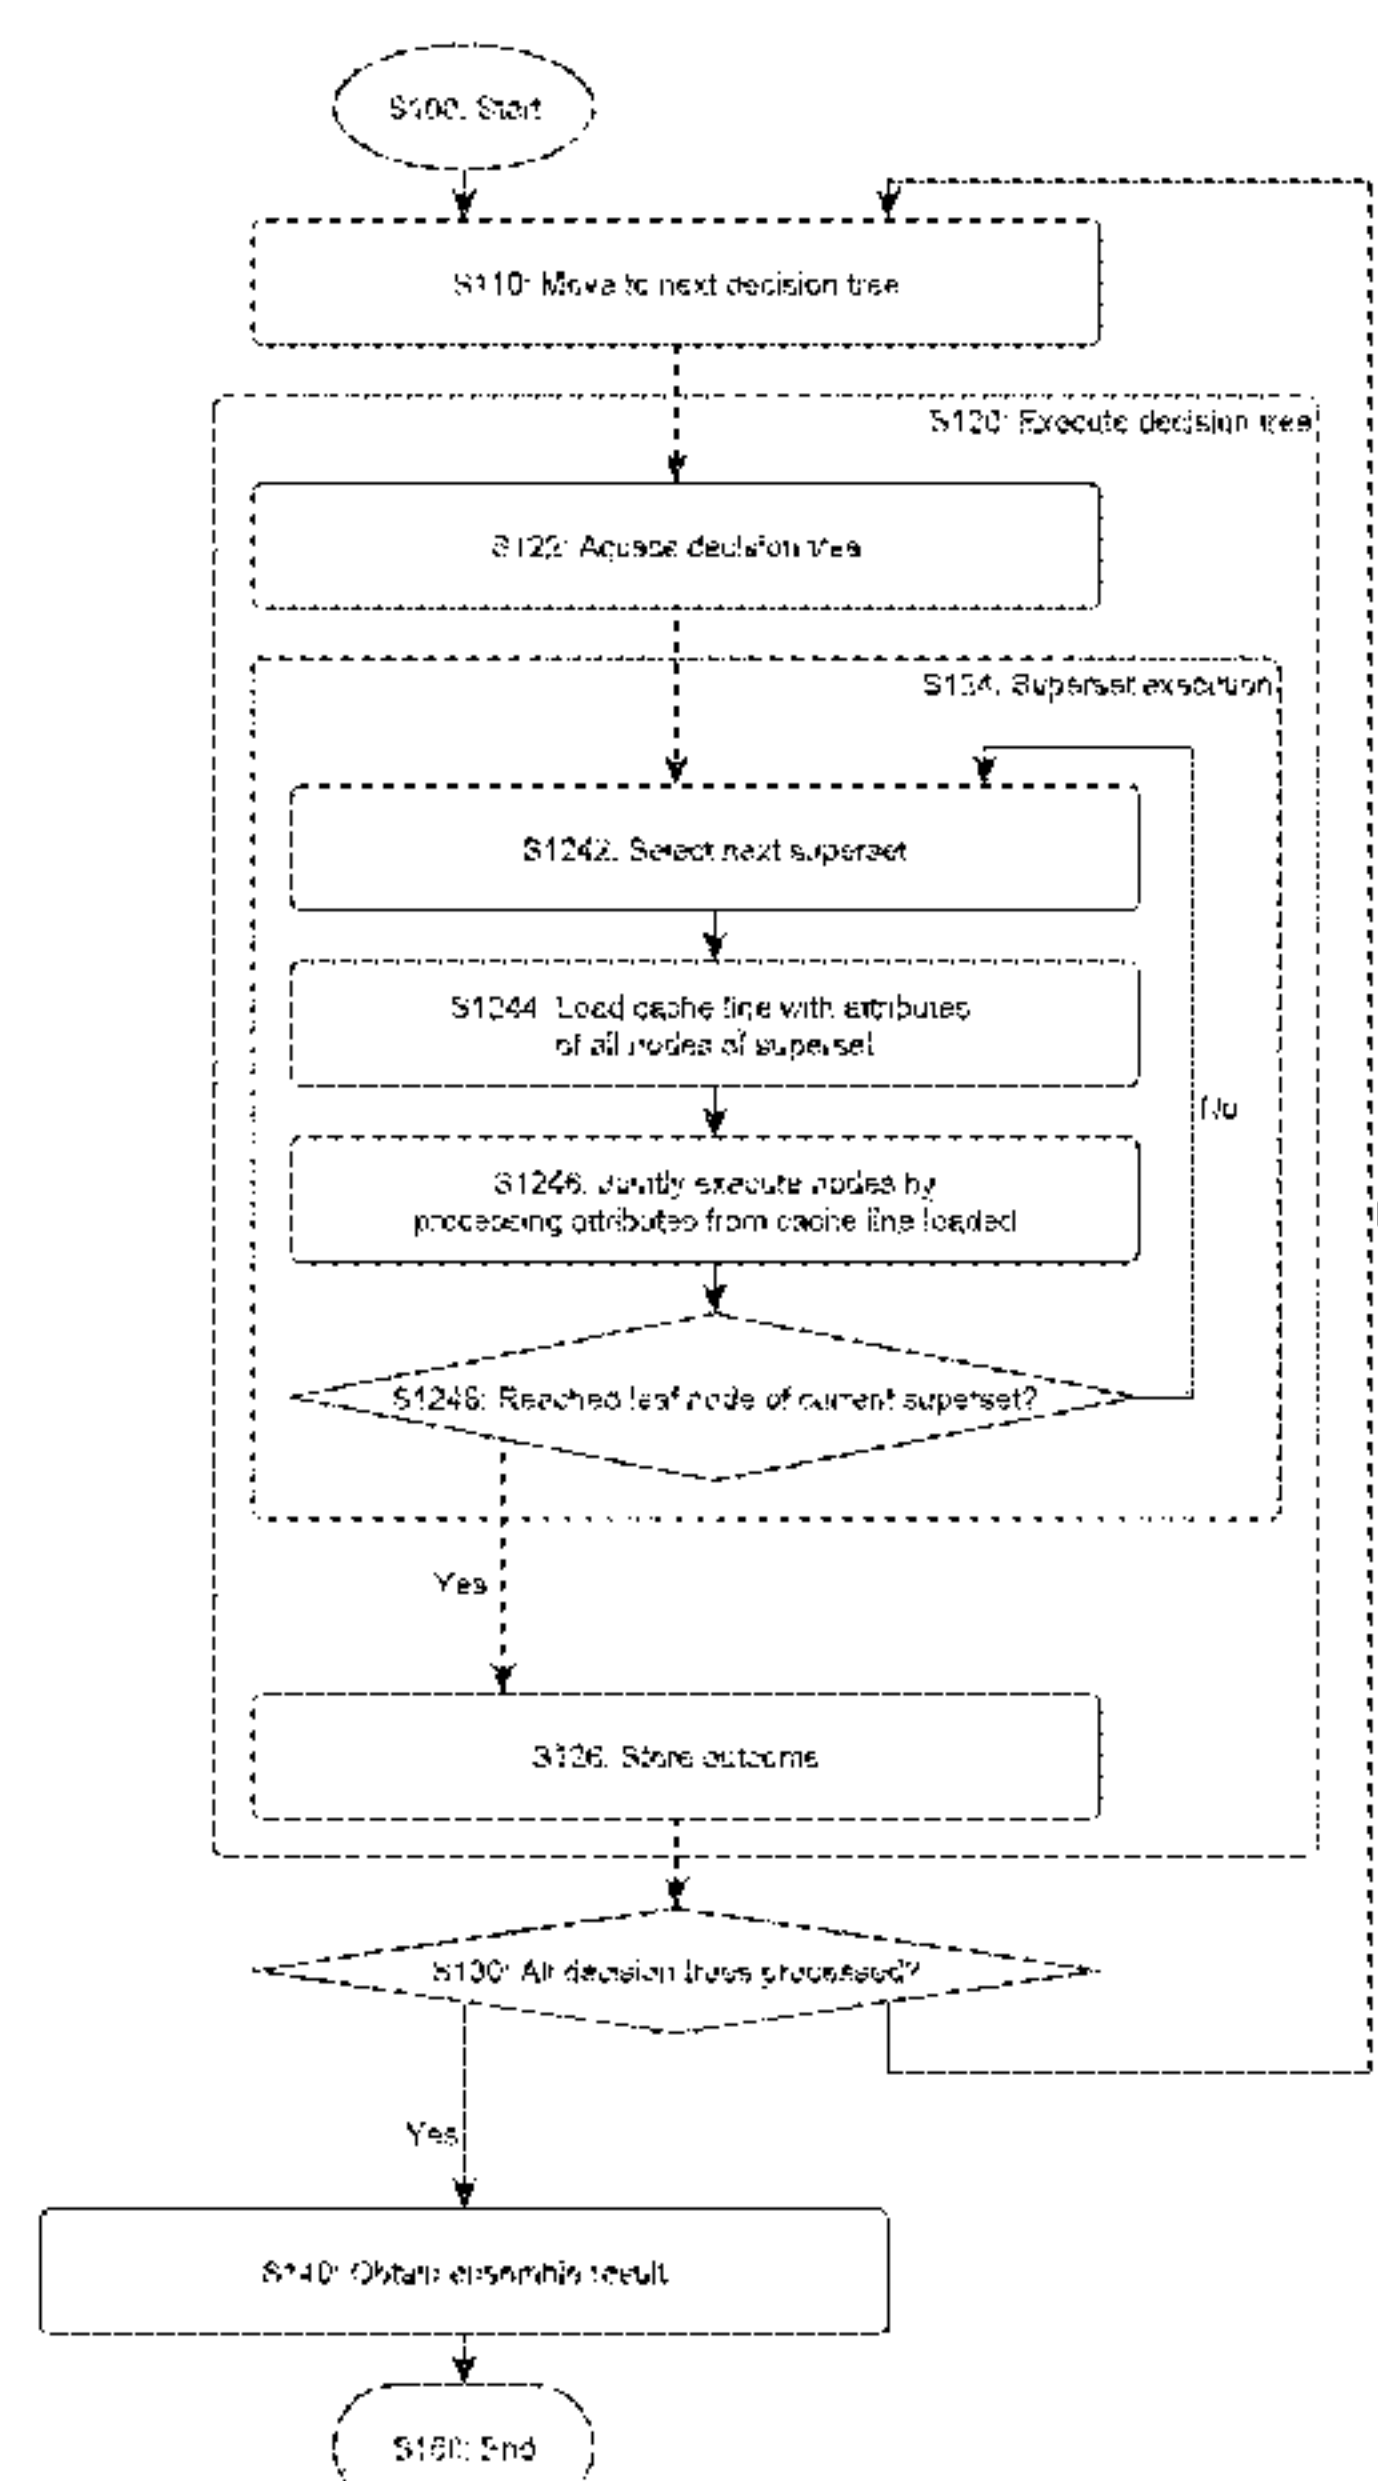 S100: Start
S110: Move to next decision tree
S120: Execute decision tree
S122: Access decision tree
Superset execution
S1242: Select next superset
S1244: Load cache line with attributes
of all nodes of superset
No
S1246: Jointly execute nodes by
processing attributes from cache line loaded
S1248: Reached leaf node of current superset?
Yes
S126: Store outcome
S130: All decision trees processed?
Yes
S140: Obtain ensemble result
End